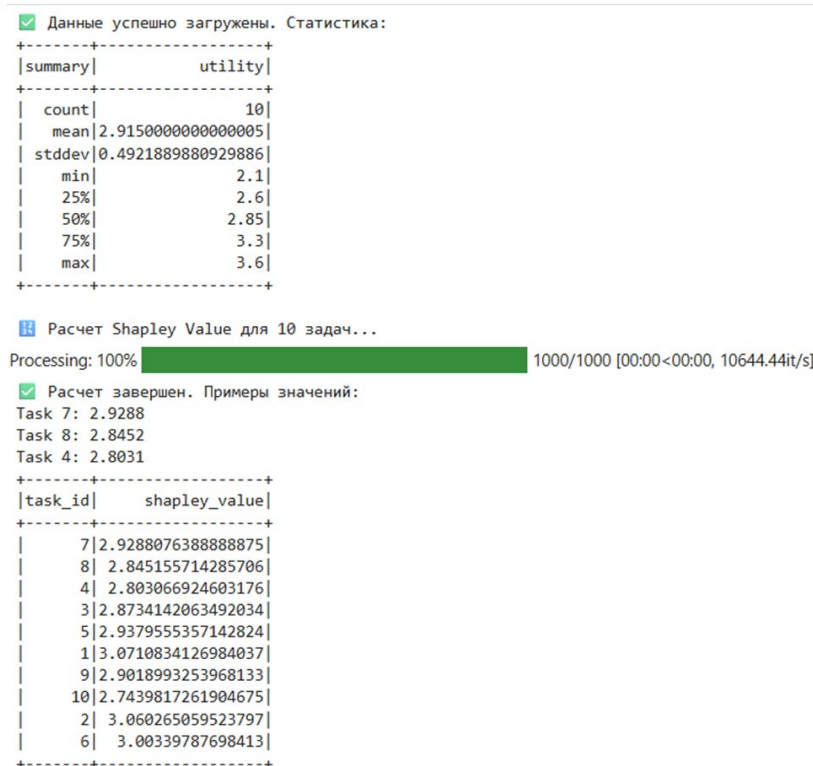 ✅ Данные успешно загружены. Статистика:
+-------+------------------+
|summary|           utility|
+-------+------------------+
|  count|                10|
|   mean|2.9150000000000005|
| stddev|0.4921889880929886|
|    min|               2.1|
|    25%|               2.6|
|    50%|              2.85|
|    75%|               3.3|
|    max|               3.6|
+-------+------------------+
🔢 Расчет Shapley Value для 10 задач...
Processing: 100% 1000/1000 [00:00<00:00, 10644.44it/s]
✅ Расчет завершен. Примеры значений:
Task 7: 2.9288
Task 8: 2.8452
Task 4: 2.8031
+-------+------------------+
|task_id|     shapley_value|
+-------+------------------+
|      7|2.9288076388888875|
|      8| 2.845155714285706|
|      4| 2.803066924603176|
|      3|2.8734142063492034|
|      5|2.9379555357142824|
|      1|3.0710834126984037|
|      9|2.9018993253968133|
|     10|2.7439817261904675|
|      2| 3.060265059523797|
|      6|  3.00339787698413|
+-------+------------------+